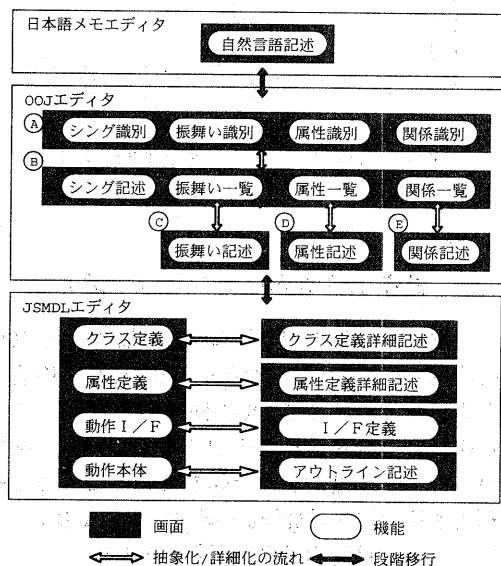 日本語メモエディタ
自然言語記述
OOJエディタ
A
シング識別 振舞い識別 属性識別 関係識別
B
シング記述 振舞い一覧 属性一覧 関係一覧
C D E
振舞い記述 属性記述 関係記述
JSMDLエディタ
クラス定義 クラス定義詳細記述
属性定義 属性定義詳細記述
動作I/F I/F定義
動作本体 アウトライン記述
画面 機能
抽象化/詳細化の流れ 段階移行